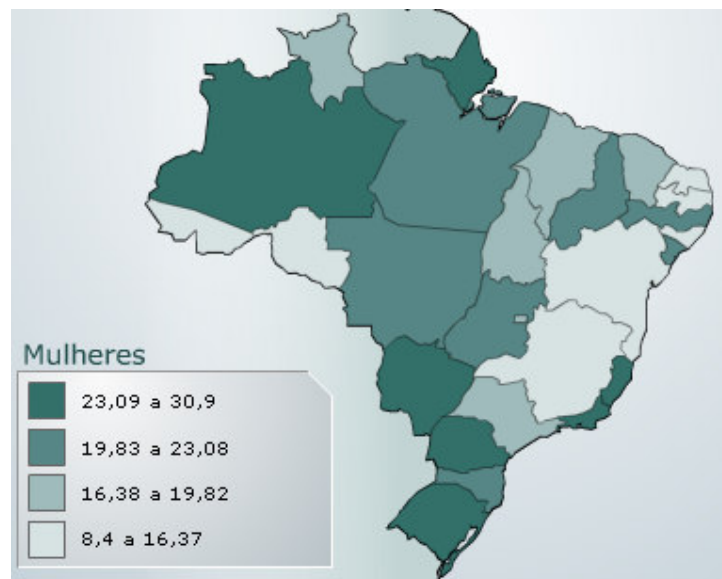 Mulheres
23,09 a 30,9
19,83 a 23,08
16,38 a 19,82
8,4 a 16,37